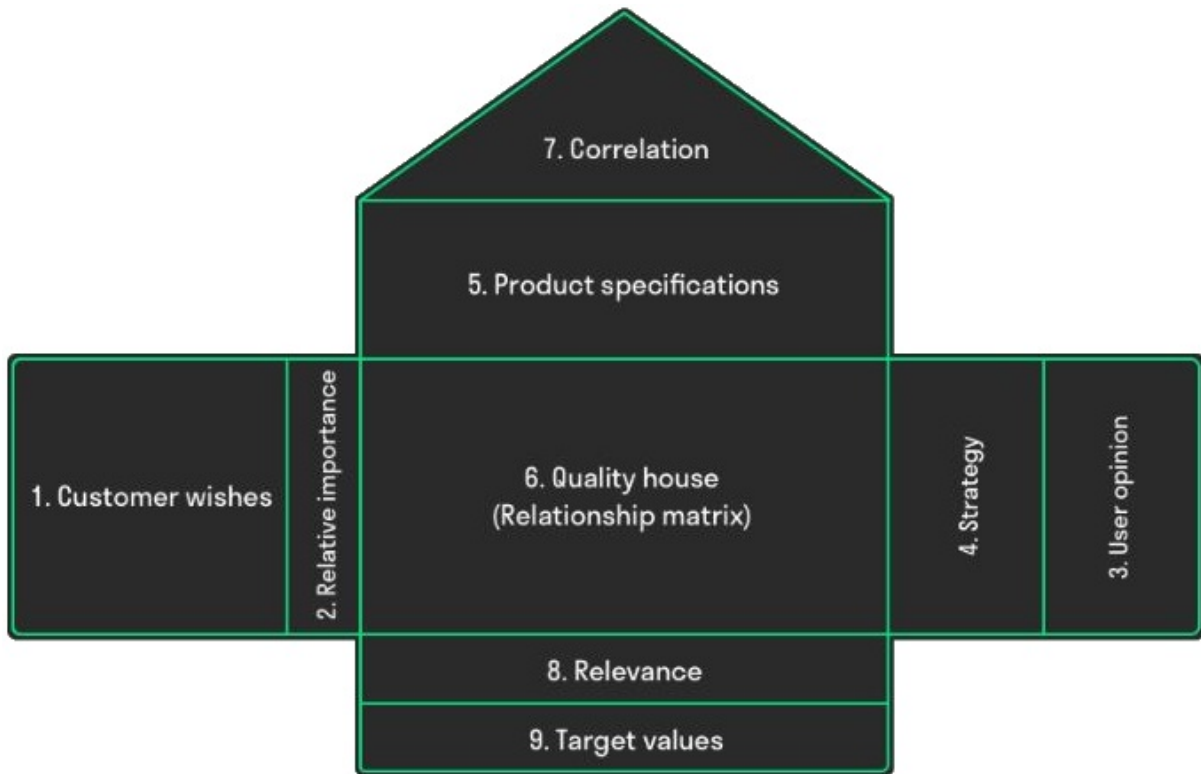 7. Correlation
5. Product specifications
1. Customer wishes
2. Relative importance
6. Quality house
(Relationship matrix)
4. Strategy
3. User opinion
8. Relevance
9. Target values